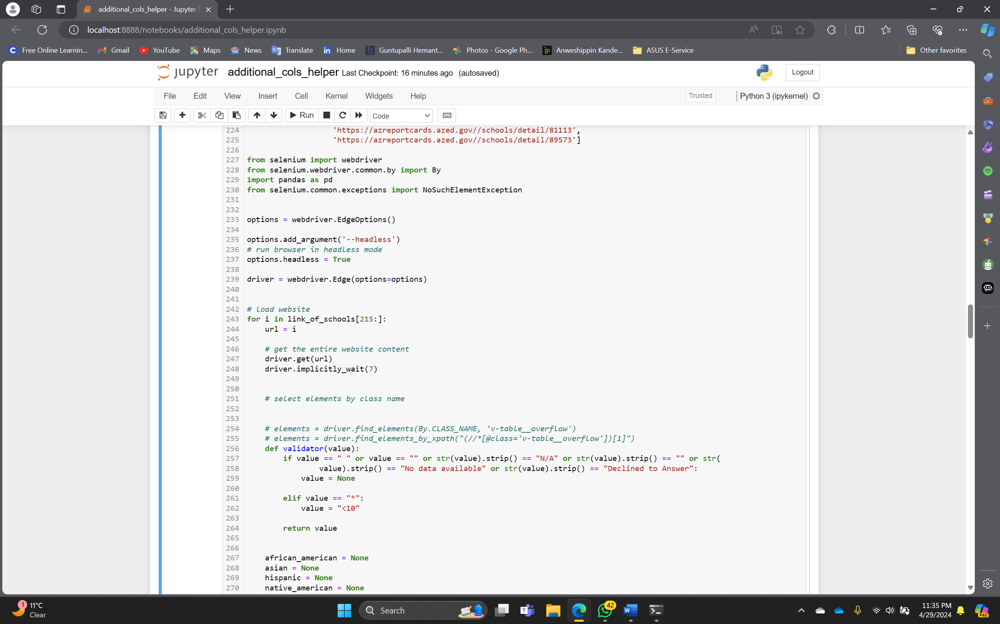 additional_cols_helper - Jupyter
localhost:8888/notebooks/additional_cols_helper.ipynb
Free Online Learnin... Gmail YouTube Maps News Translate Home Guntupalli Hemant... Photos - Google Ph... Anweshippin Kande... ASUS E-Service Other favorites
jupyter additional_cols_helper Last Checkpoint: 16 minutes ago (autosaved) Logout
File Edit View Insert Cell Kernel Widgets Help Trusted Python 3 (ipykernel)
Run Code
224 'https://azreportcards.azed.gov//schools/detail/81113',
225 'https://azreportcards.azed.gov//schools/detail/89573']
226
227 from selenium import webdriver
228 from selenium.webdriver.common.by import By
229 import pandas as pd
230 from selenium.common.exceptions import NoSuchElementException
231
232
233 options = webdriver.EdgeOptions()
234
235 options.add_argument('--headless')
236 # run browser in headless mode
237 options.headless = True
238
239 driver = webdriver.Edge(options=options)
240
241
242 # load website
243 for i in link_of_schools[215:]:
244 url = i
245
246 # get the entire website content
247 driver.get(url)
248 driver.implicitly_wait(7)
249
250
251 # select elements by class name
252
253
254 # elements = driver.find_elements(By.CLASS_NAME, 'v-table__overflow')
255 # elements = driver.find_elements_by_xpath("(//*[@class='v-table__overflow'])[1]")
256 def validator(value):
257 if value == " " or value == "" or str(value).strip() == "N/A" or str(value).strip() == "" or str(
258 value).strip() == "No data available" or str(value).strip() == "Declined to Answer":
259 value = None
260
261 elif value == "*":
262 value = "<10"
263
264 return value
265
266
267 african_american = None
268 asian = None
269 hispanic = None
270 native_american = None
1 11°C
Clear
Search
42
11:35 PM
4/29/2024
PRE